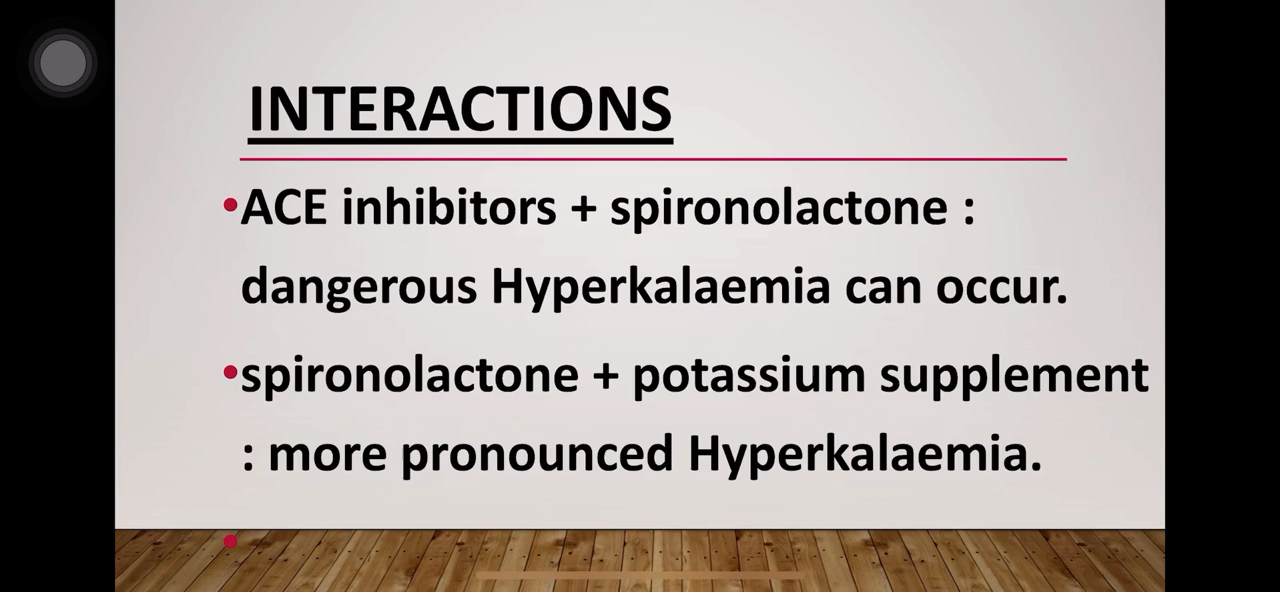 INTERACTIONS
•ACE inhibitors + spironolactone :
dangerous Hyperkalaemia can occur.
•spironolactone + potassium supplement
: more pronounced Hyperkalaemia.
•